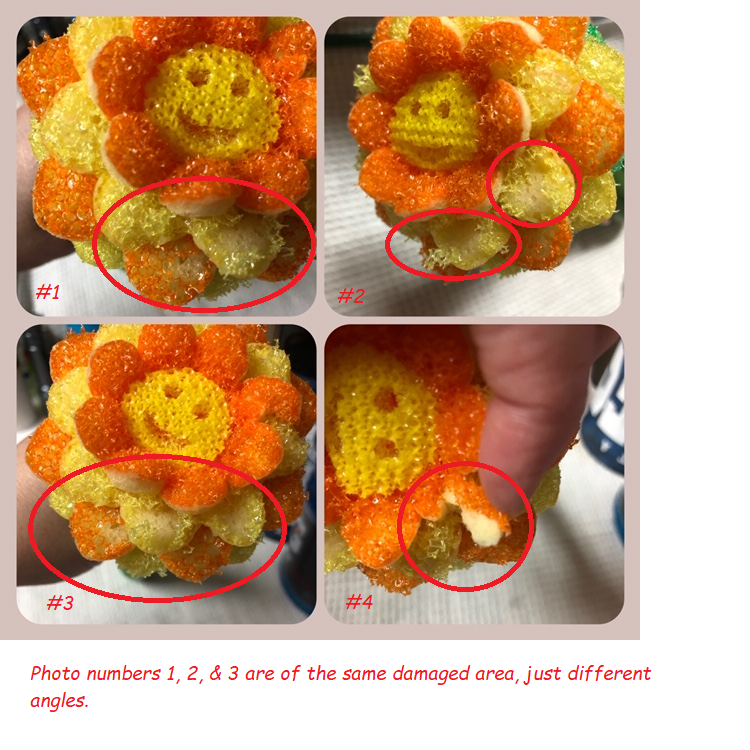 #1
#2
#3
#4
Photo numbers 1, 2, & 3 are of the same damaged area, just different
angles.